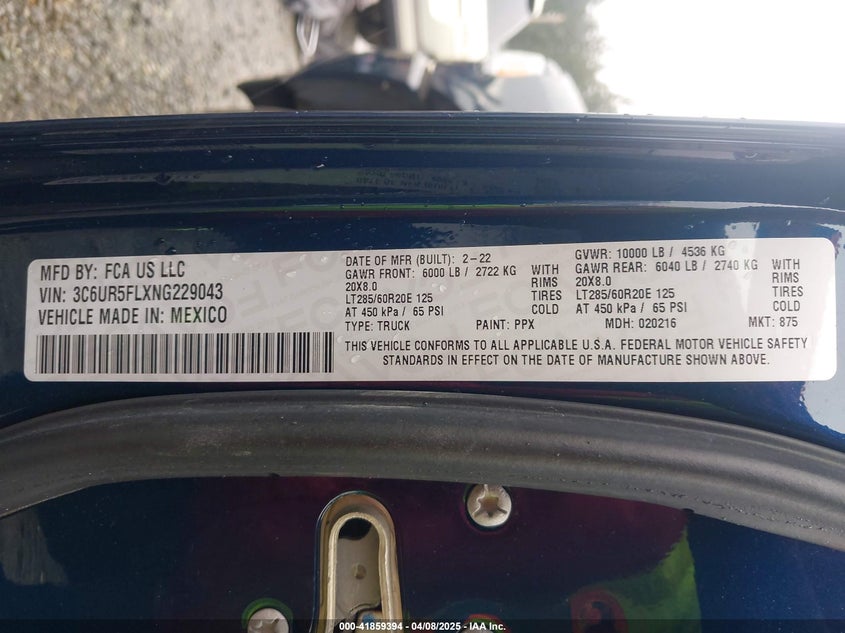 MFD BY: FCA US LLC
VIN: 3C6UR5FLXNG229043
VEHICLE MADE IN: MEXICO
DATE OF MFR (BUILT): 2-22
GVWR: 10000 LB / 4536 KG
GAWR FRONT: 6000 LB / 2722 KG WITH
GAWR REAR: 6040 LB / 2740 KG WITH
20X8.0 RIMS
20X8.0 RIMS
LT285/60R20E 125 TIRES
LT285/60R20E 125 TIRES
AT 450 kPa / 65 PSI COLD
AT 450 kPa / 65 PSI COLD
TYPE: TRUCK PAINT: PPX MDH: 020216 MKT: 875
THIS VEHICLE CONFORMS TO ALL APPLICABLE U.S.A. FEDERAL MOTOR VEHICLE SAFETY
STANDARDS IN EFFECT ON THE DATE OF MANUFACTURE SHOWN ABOVE.
000-41859394 - 04/08/2025 - IAA Inc.